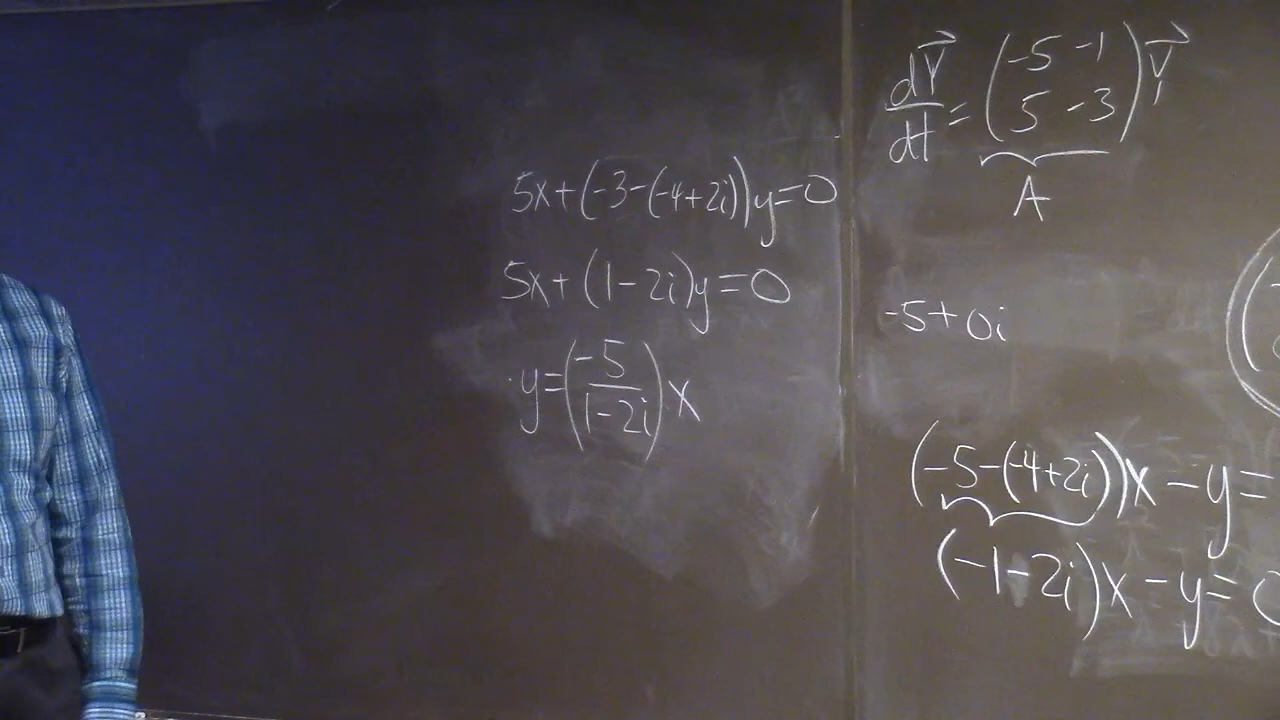 5x+(-3-(-4+2i))y=0
5x+(1-2i)y=0
y=(-5/(1-2i))x
dY/dt=(-5 -1
5 -3)Y
A
-5+0i
(-5-(-4+2i))x-y=
(-1-2i)x-y=0